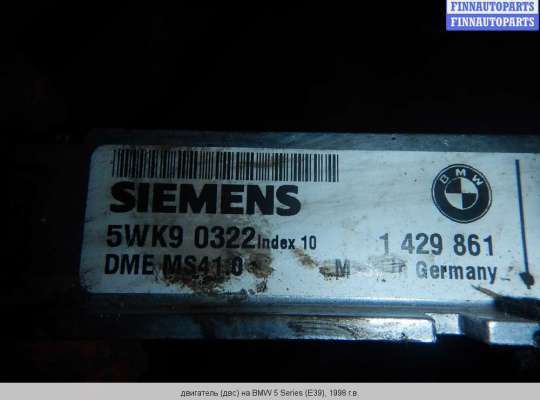 FINNAUTOPARTS
FINNAUTOPARTS
FINNAUTOPARTS
SIEMENS
BMW
5WK9 0322 Index 10 1 429 861
DME MS41.0 Germany
двигатель (двс) на BMW 5 Series (E39), 1998 г.в.